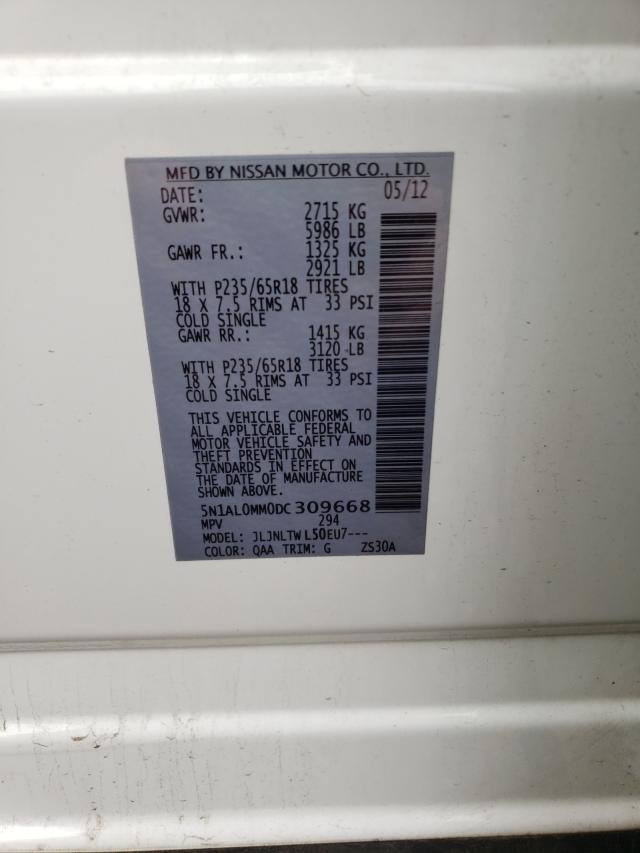 MFD BY NISSAN MOTOR CO., LTD.
DATE: 05/12
GVWR: 2715 KG
5986 LB
GAWR FR.: 1325 KG
2921 LB
WITH P235/65R18 TIRES
18 X 7.5 RIMS AT 33 PSI
COLD SINGLE
GAWR RR.: 1415 KG
3120 LB
WITH P235/65R18 TIRES
18 X 7.5 RIMS AT 33 PSI
COLD SINGLE
THIS VEHICLE CONFORMS TO
ALL APPLICABLE FEDERAL
MOTOR VEHICLE SAFETY AND
THEFT PREVENTION
STANDARDS IN EFFECT ON
THE DATE OF MANUFACTURE
SHOWN ABOVE.
5N1AL0MM0DC 309668
MPV 294
MODEL: JLJNLTW L50EU7---
COLOR: QAA TRIM: G ZS30A